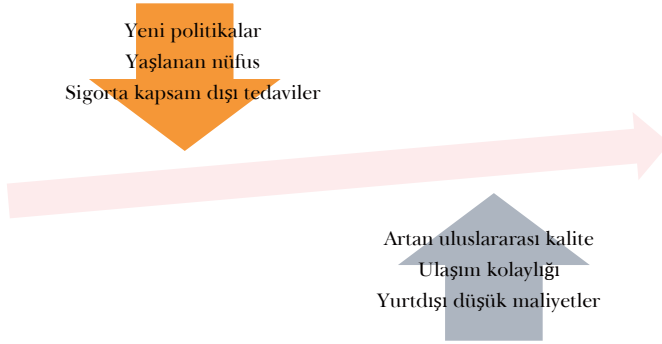 Yeni politikalar
Yaşlanan nüfus
Sigorta kapsam dışı tedaviler
Artan uluslararası kalite
Ulaşım kolaylığı
Yurtdışı düşük maliyetler